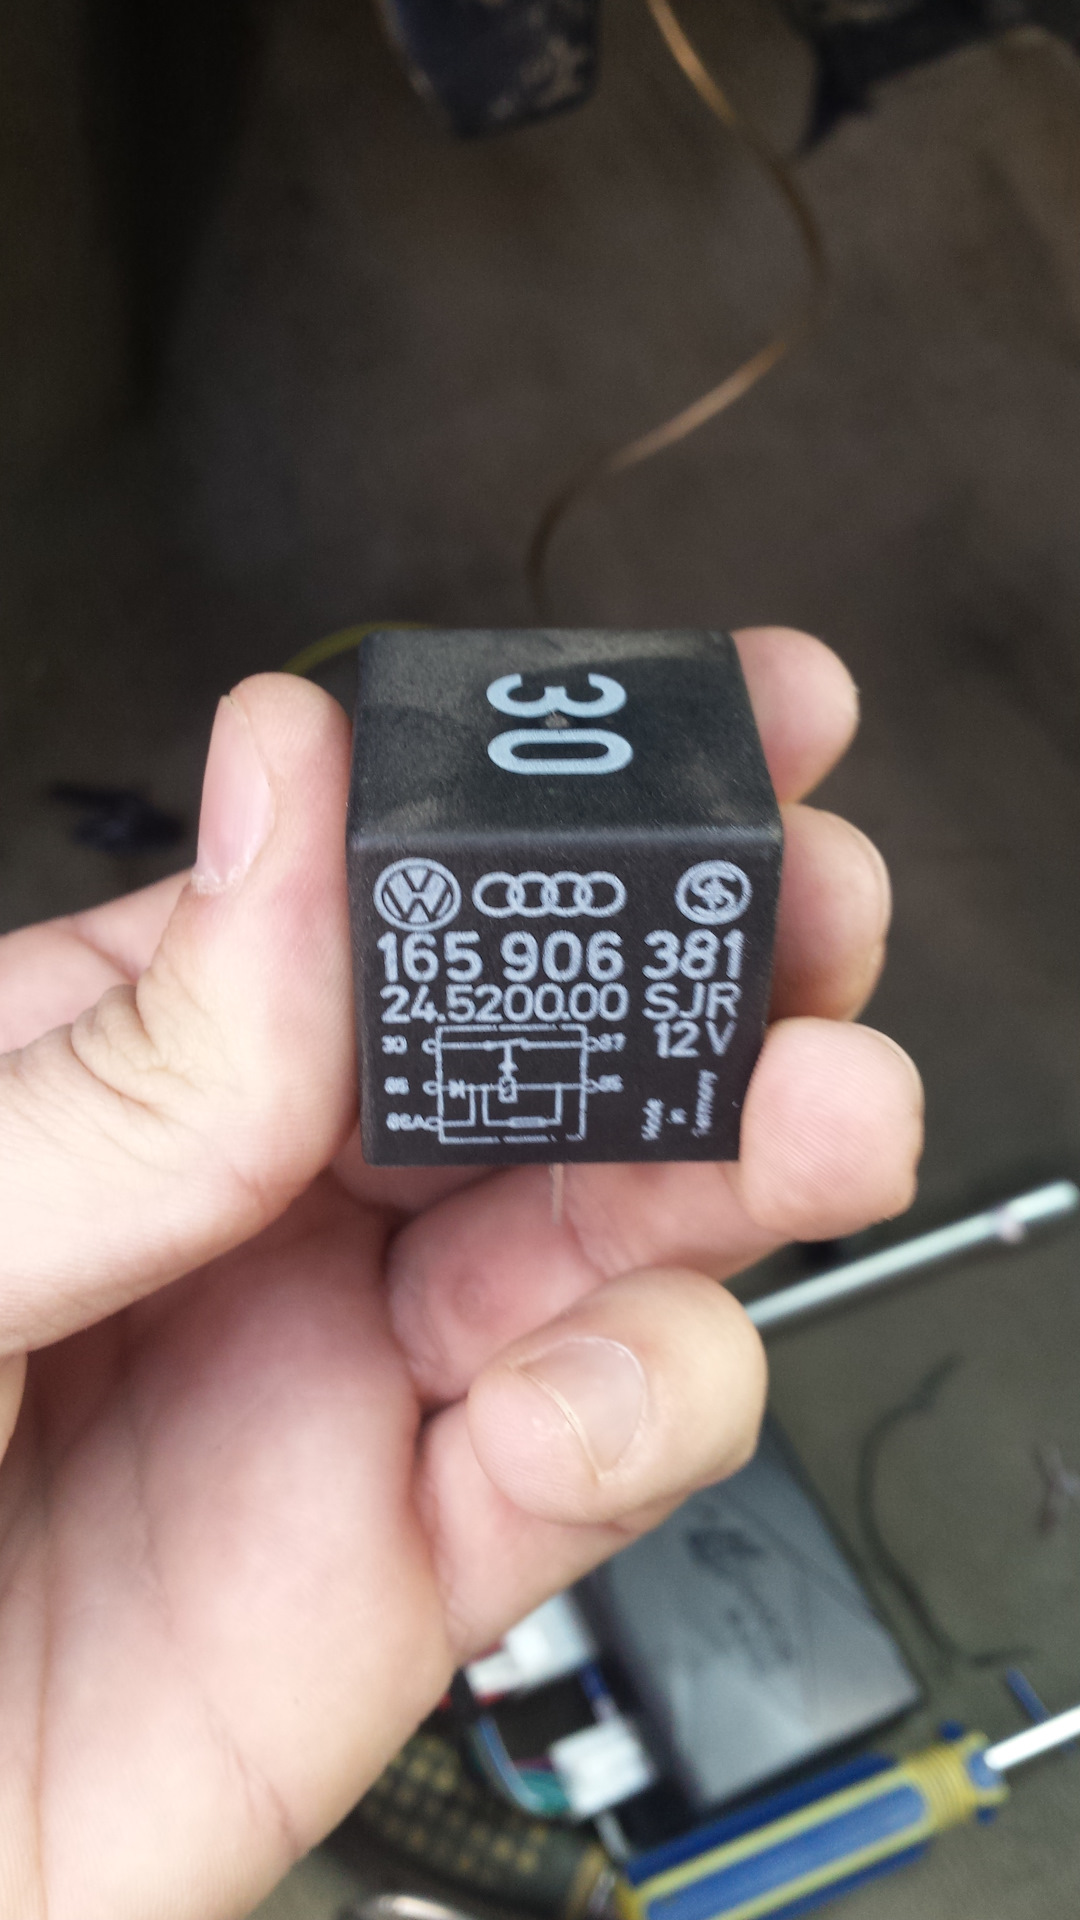 30
165 906 381
24.5200.00 SJR
12V
30 87
86 85
86A
Made
in
Germany